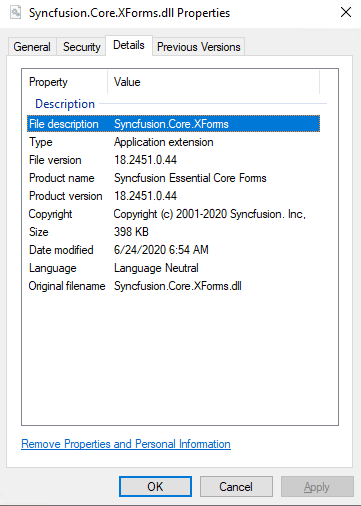 Syncfusion.Core.XForms.dll Properties
General Security Details Previous Versions
Property Value
Description
File description Syncfusion.Core.XForms
Type Application extension
File version 18.2451.0.44
Product name Syncfusion Essential Core Forms
Product version 18.2451.0.44
Copyright Copyright (c) 2001-2020 Syncfusion. Inc,
Size 398 KB
Date modified 6/24/2020 6:54 AM
Language Language Neutral
Original filename Syncfusion.Core.XForms.dll
Remove Properties and Personal Information
OK Cancel Apply